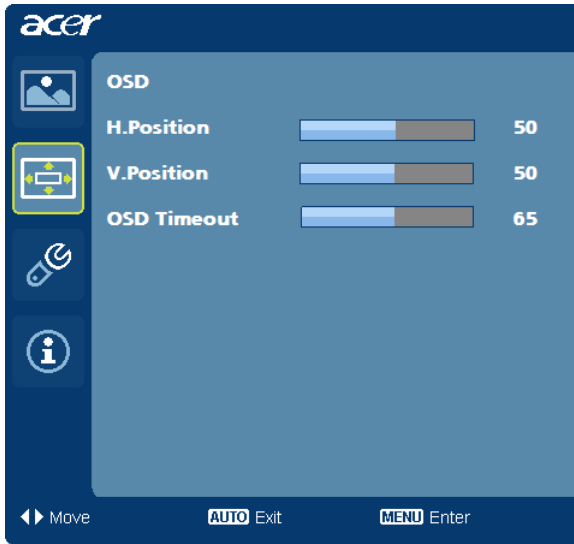 acer
OSD
H.Position 50
V.Position 50
OSD Timeout 65
Move AUTO Exit MENU Enter